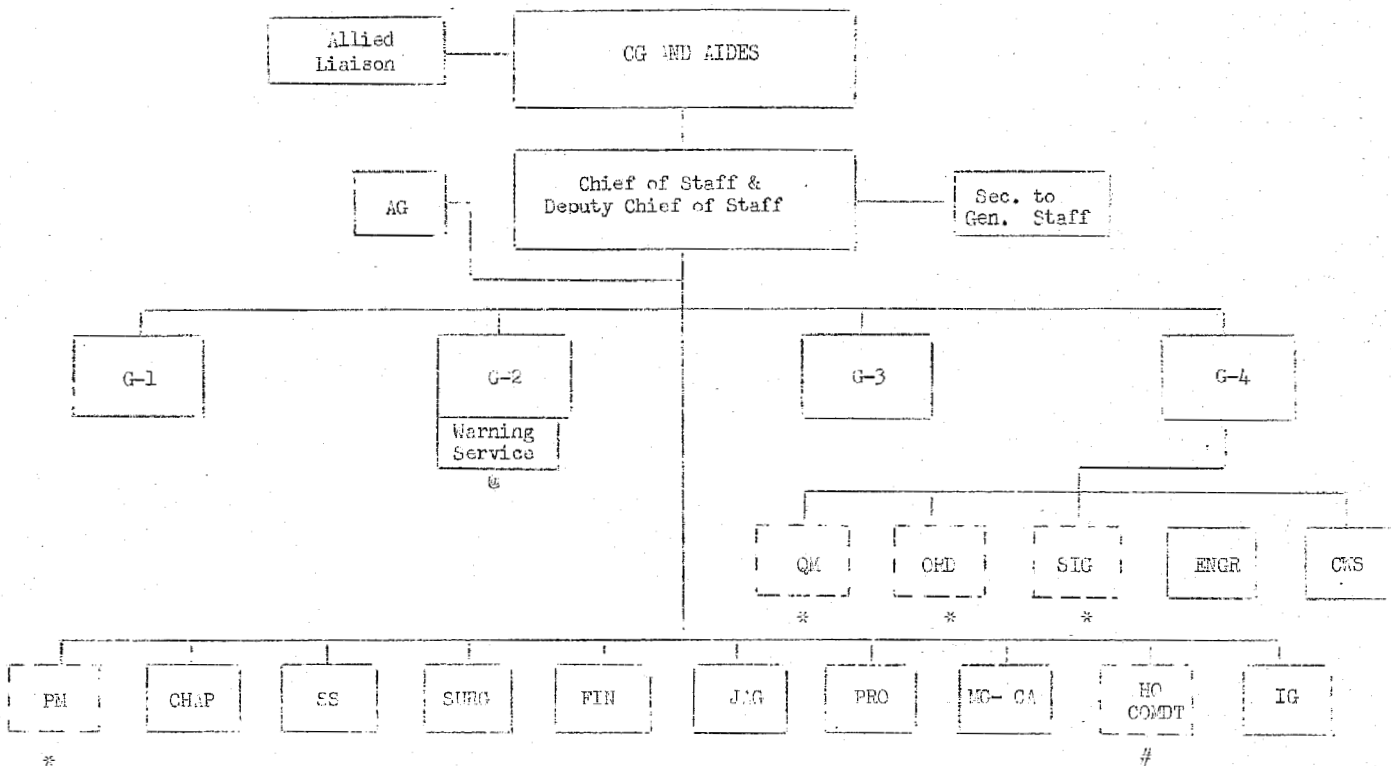 Allied
Liaison
CG AND AIDES
AG
Chief of Staff &
Deputy Chief of Staff
Sec. to
Gen. Staff
G-1
G-2
G-3
G-4
Warning
Service
@
QM
ORD
SIG
ENGR
CWS
*
*
*
PM
CHAP
SS
SURG
FIN
JAG
PRO
MG- CA
HQ
COMDT
IG
*
#